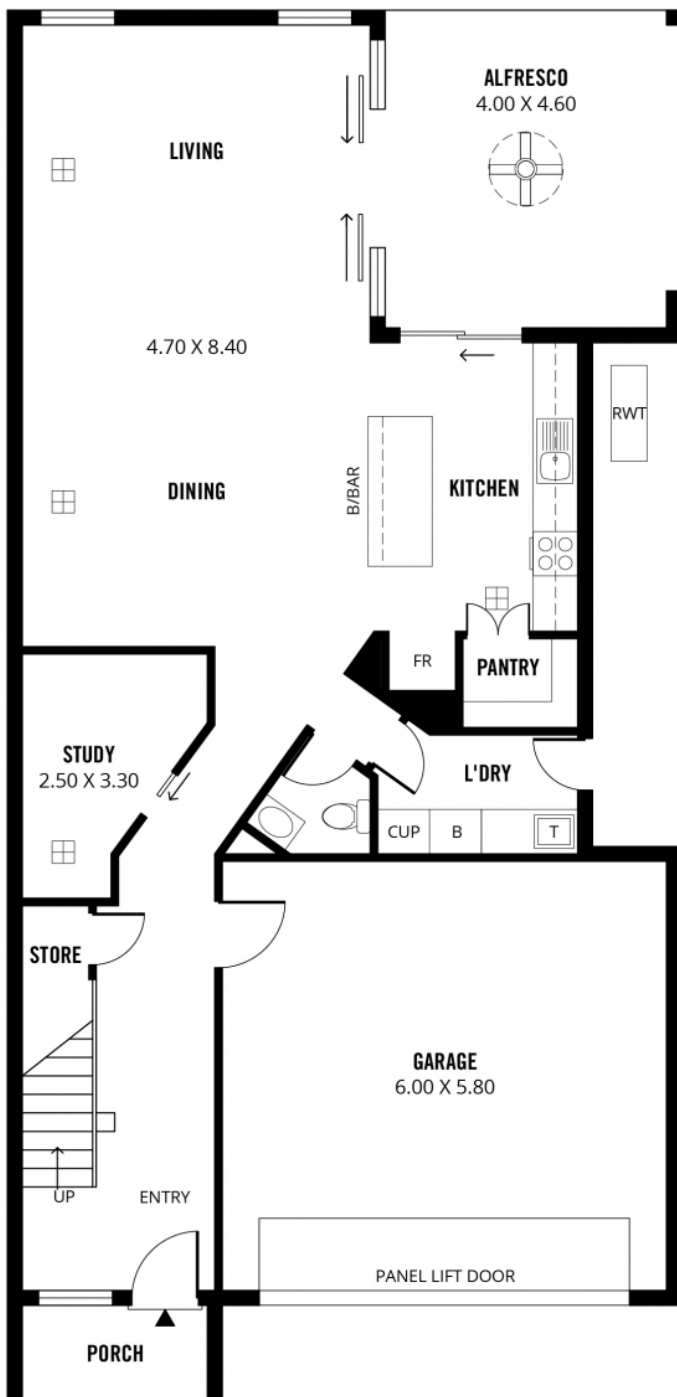 ALFRESCO
4.00 X 4.60
LIVING
4.70 X 8.40
RWT
DINING
B/BAR
KITCHEN
FR
PANTRY
STUDY
2.50 X 3.30
L'DRY
CUP
B
T
STORE
GARAGE
6.00 X 5.80
UP
ENTRY
PANEL LIFT DOOR
PORCH